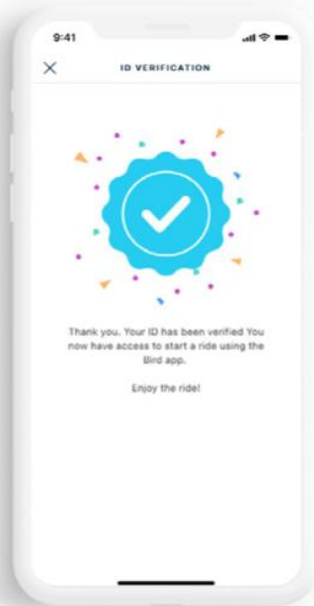 9:41
ID VERIFICATION
Thank you. Your ID has been verified You
now have access to start a ride using the
Bird app.
Enjoy the ride!